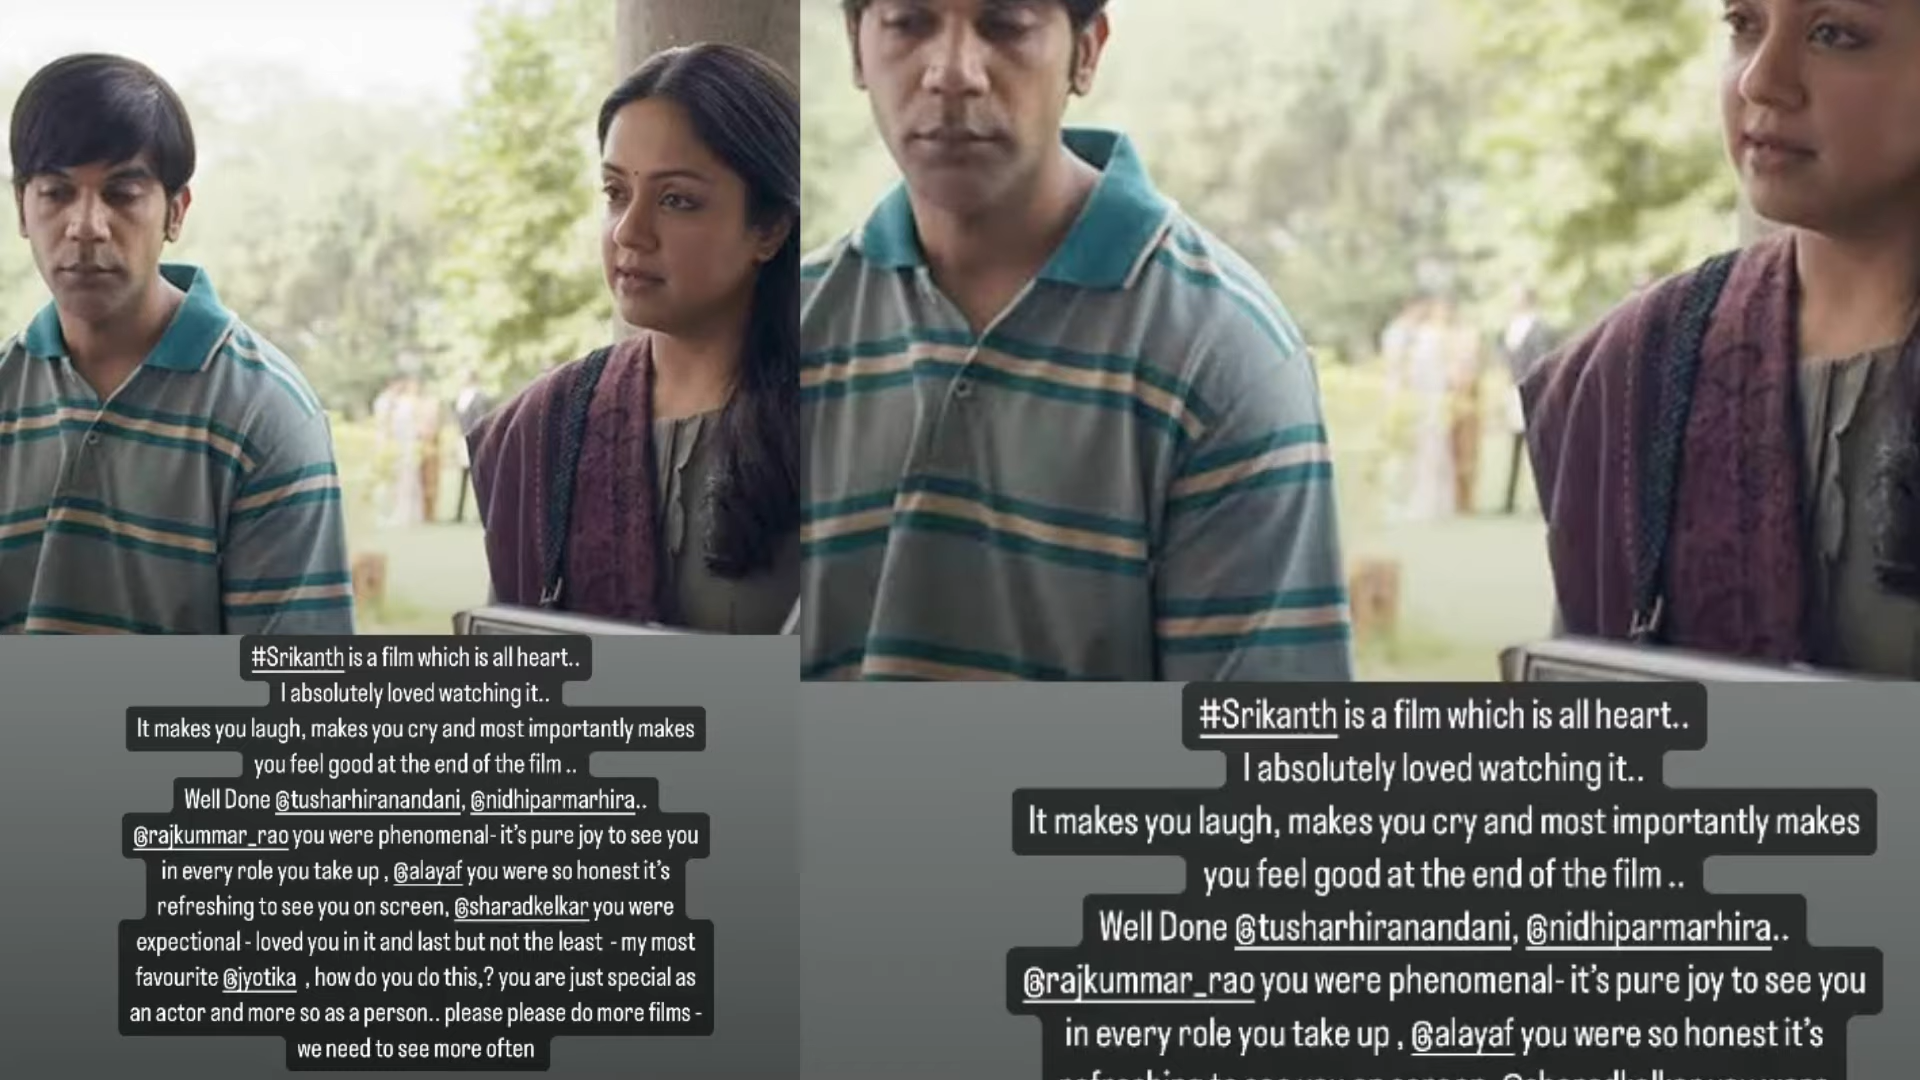 #Srikanth is a film which is all heart..
I absolutely loved watching it..
It makes you laugh, makes you cry and most importantly makes
you feel good at the end of the film ..
Well Done @tusharhiranandani, @nidhiparmarhira..
@rajkummar_rao you were phenomenal- it's pure joy to see you
in every role you take up , @alayaf you were so honest it's
refreshing to see you on screen, @sharadkelkar you were
expectional - loved you in it and last but not the least - my most
favourite @jyotika , how do you do this,? you are just special as
an actor and more so as a person.. please please do more films -
we need to see more often
#Srikanth is a film which is all heart..
I absolutely loved watching it..
It makes you laugh, makes you cry and most importantly makes
you feel good at the end of the film ..
Well Done @tusharhiranandani, @nidhiparmarhira..
@rajkummar_rao you were phenomenal- it's pure joy to see you
in every role you take up , @alayaf you were so honest it's